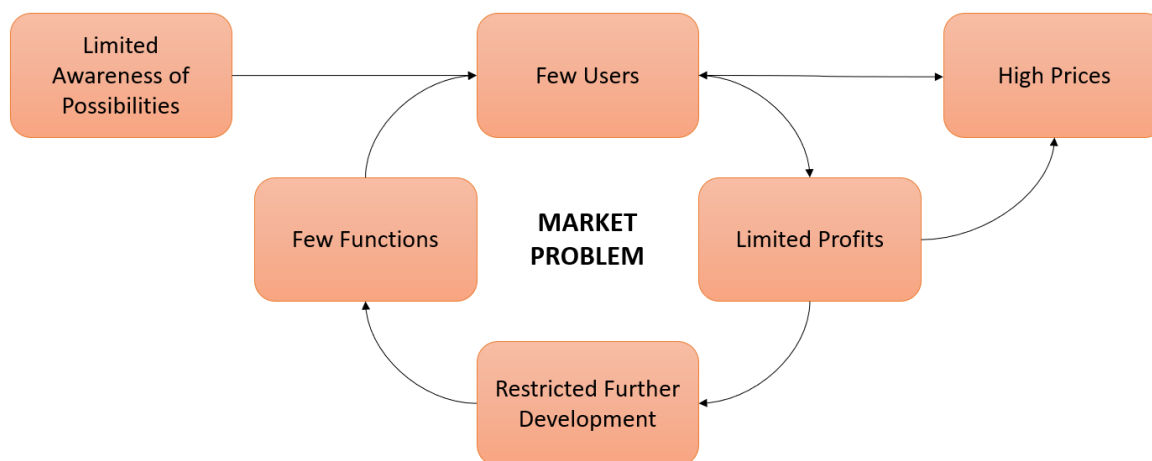 Limited
Awareness of
Possibilities
Few Users
High Prices
Few Functions
MARKET
PROBLEM
Limited Profits
Restricted Further
Development